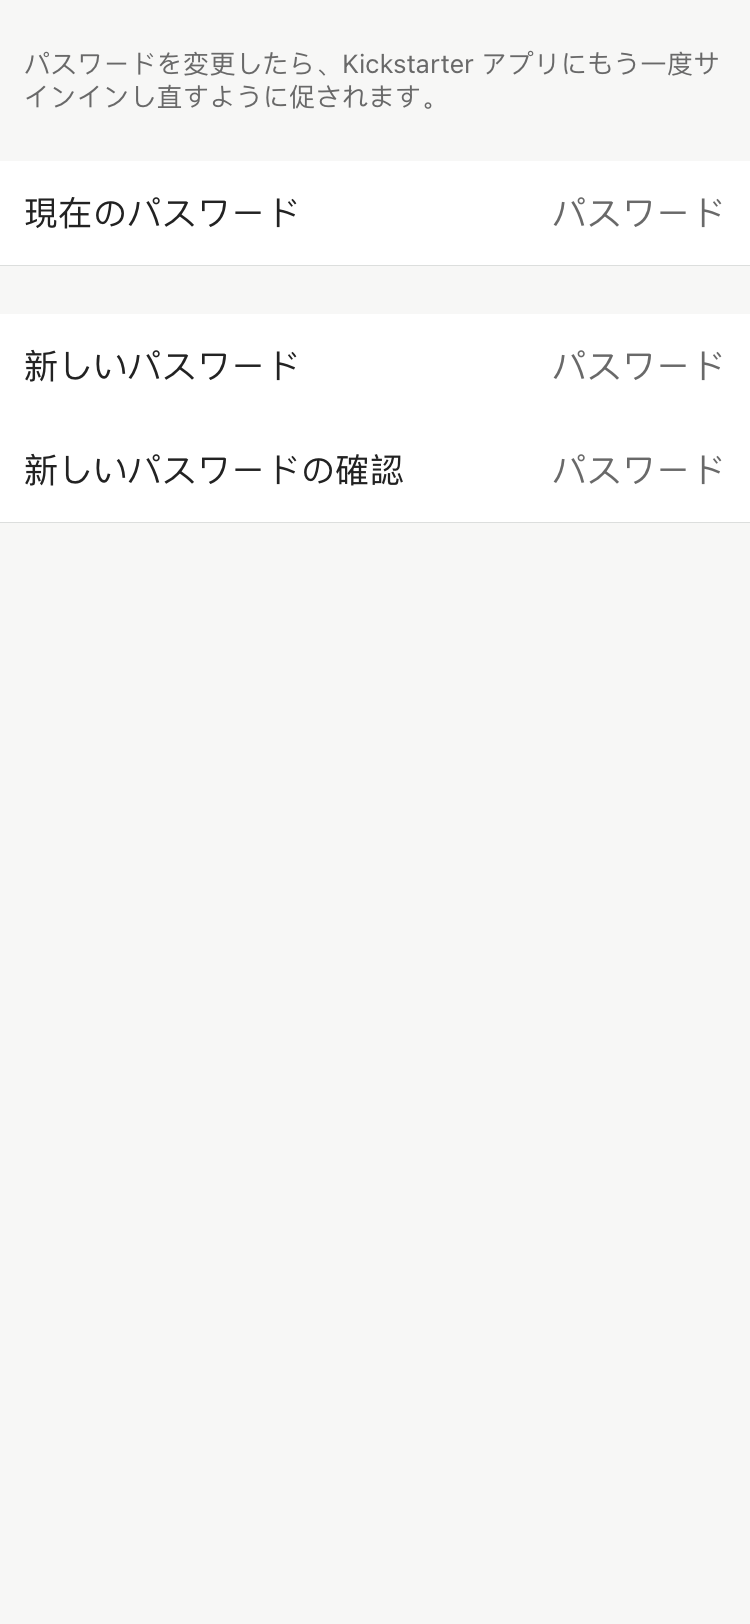 パスワードを変更したら、Kickstarter アプリにもう一度サ
インインし直すように促されます。
現在のパスワード パスワード
新しいパスワード パスワード
新しいパスワードの確認 パスワード